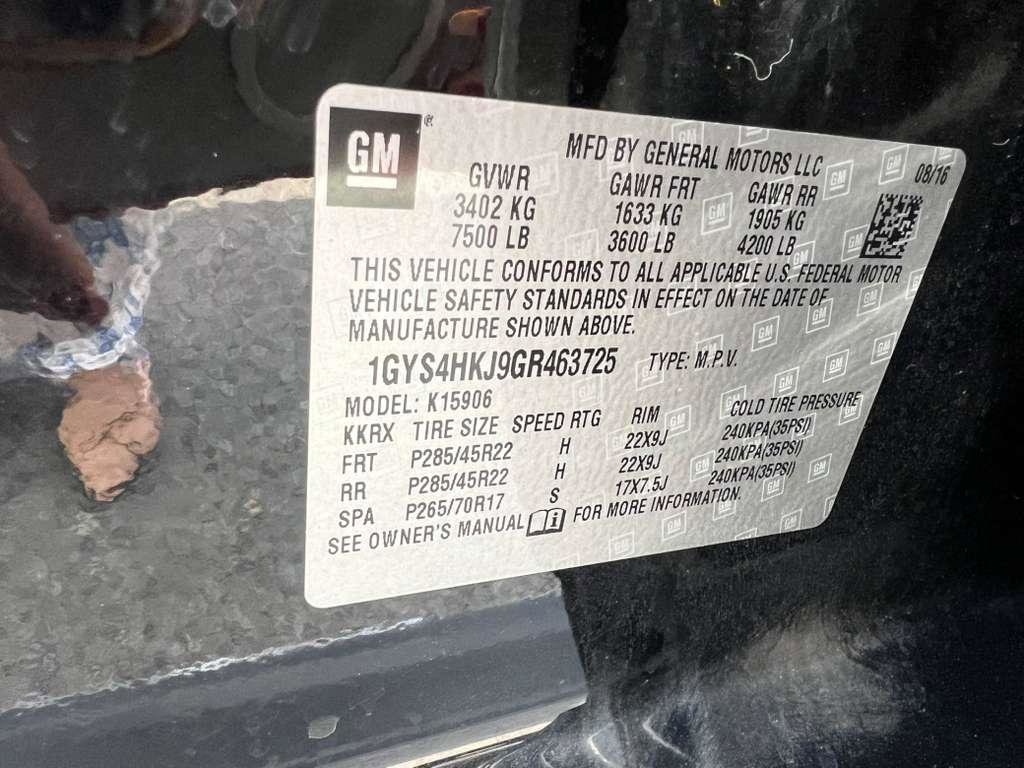 GM
MFD BY GENERAL MOTORS LLC 08/16
GVWR GAWR FRT GAWR RR
3402 KG 1633 KG 1905 KG
7500 LB 3600 LB 4200 LB
THIS VEHICLE CONFORMS TO ALL APPLICABLE U.S. FEDERAL MOTOR
VEHICLE SAFETY STANDARDS IN EFFECT ON THE DATE OF
MANUFACTURE SHOWN ABOVE.
1GYS4HKJ9GR463725 TYPE: M.P.V.
MODEL: K15906
KKRX TIRE SIZE SPEED RTG RIM COLD TIRE PRESSURE
FRT P285/45R22 H 22X9J 240KPA(35PSI)
RR P285/45R22 H 22X9J 240KPA(35PSI)
SPA P265/70R17 S 17X7.5J 240KPA(35PSI)
SEE OWNER'S MANUAL FOR MORE INFORMATION.